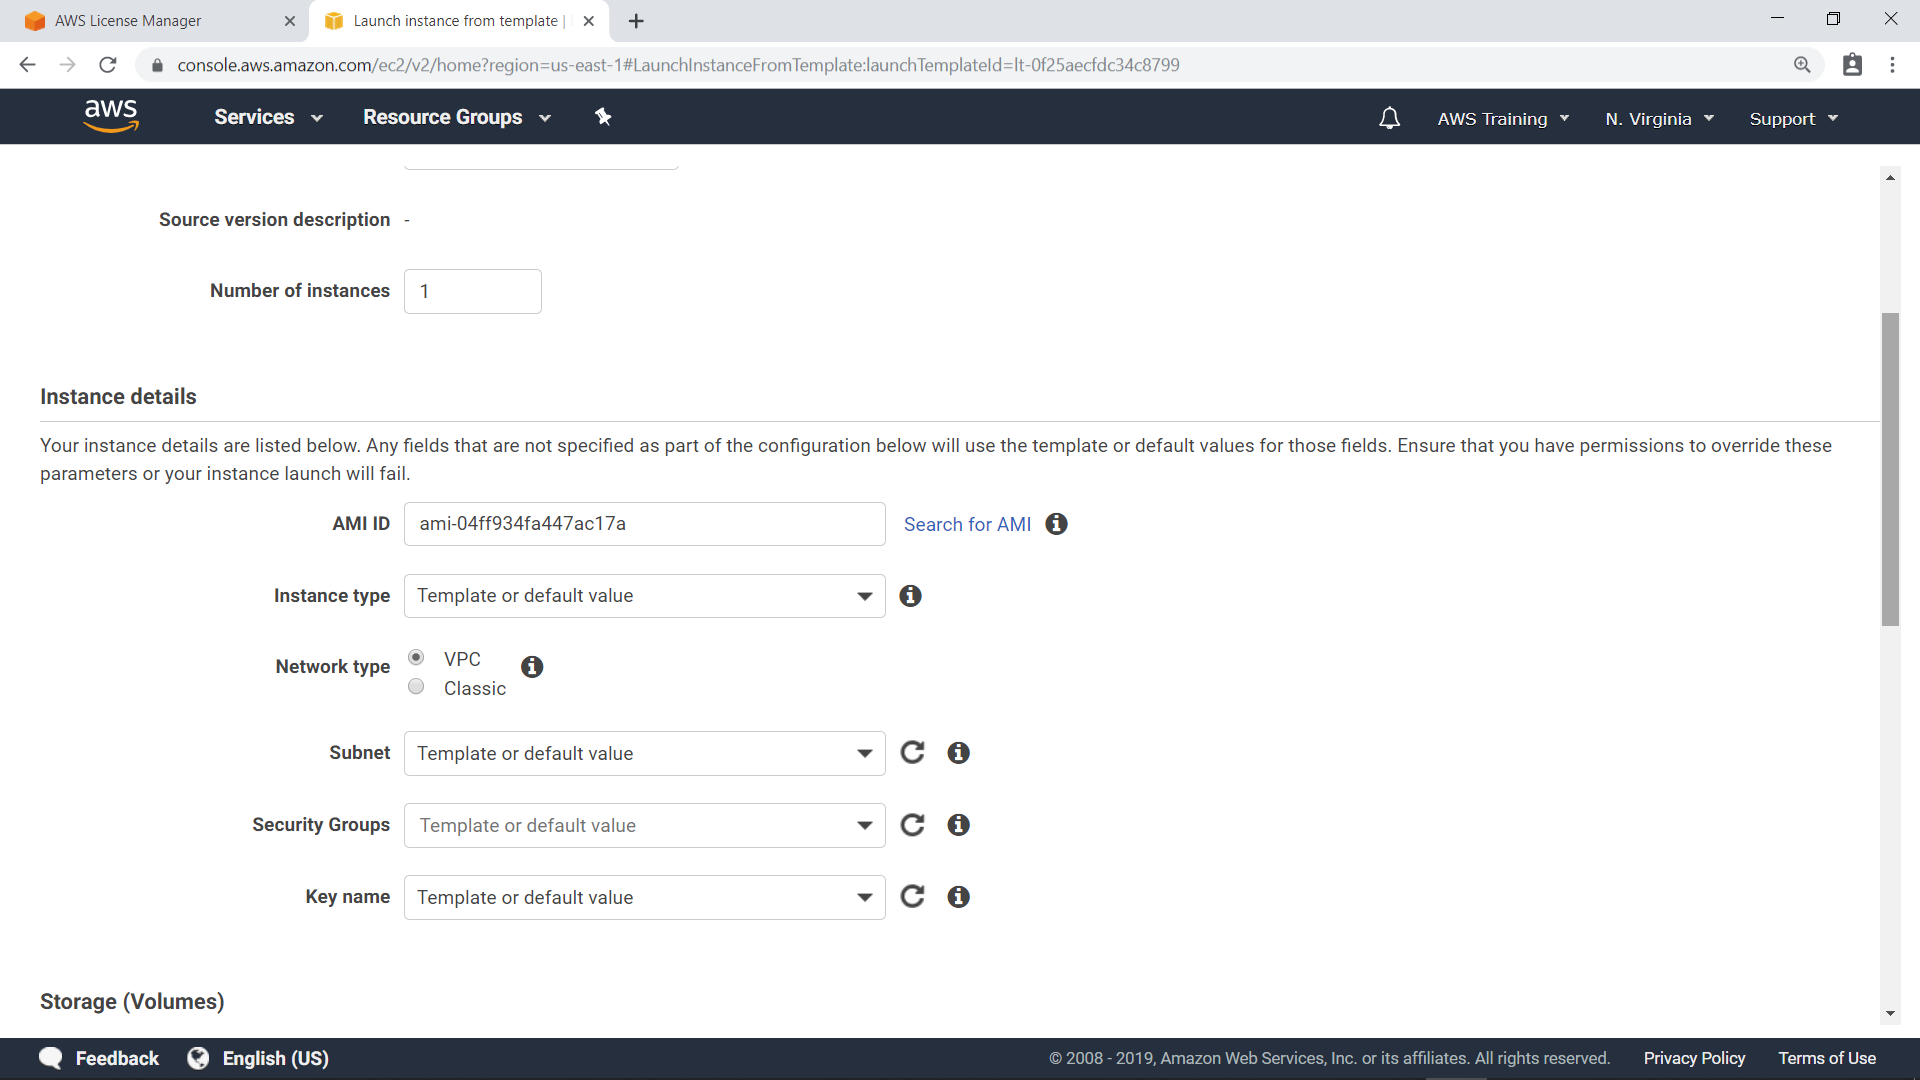 AWS License Manager
Launch instance from template |
console.aws.amazon.com/ec2/v2/home?region=us-east-1#LaunchInstanceFromTemplate:launchTemplateId=lt-0f25aecfdc34c8799
aws Services Resource Groups AWS Training N. Virginia Support
Source version description -
Number of instances 1
Instance details
Your instance details are listed below. Any fields that are not specified as part of the configuration below will use the template or default values for those fields. Ensure that you have permissions to override these
parameters or your instance launch will fail.
AMI ID ami-04ff934fa447ac17a Search for AMI
Instance type Template or default value
Network type VPC
Classic
Subnet Template or default value
Security Groups Template or default value
Key name Template or default value
Storage (Volumes)
Feedback English (US) © 2008 - 2019, Amazon Web Services, Inc. or its affiliates. All rights reserved. Privacy Policy Terms of Use